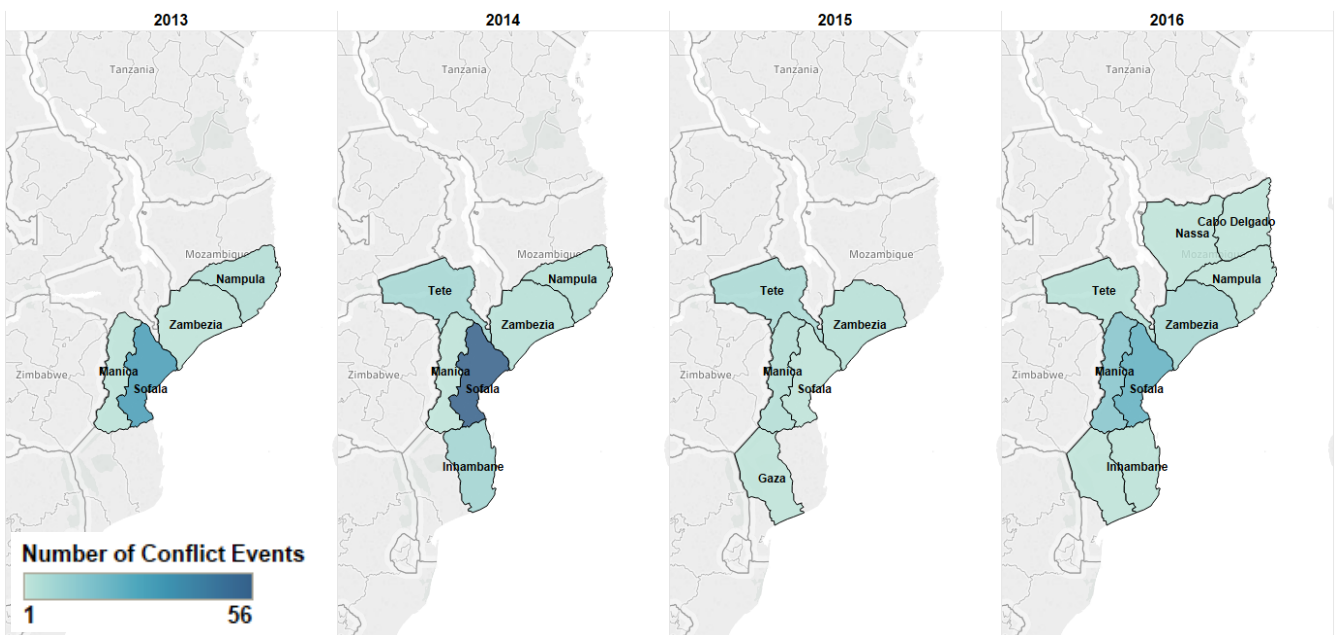 2013
2014
2015
2016
Tanzania
Tanzania
Tanzania
Tanzania
Cabo Delgado
Nassa
Mozambique
Mozambique
Mozambique
Mozam
Nampula
Nampula
Nampula
Tete
Tete
Tete
Zambezia
Zambezia
Zambezia
Zambezia
Zimbabwe
Manica
Zimbabwe
Manica
Zimbabwe
Manica
Zimbabwe
Manica
Sofala
Sofala
Sofala
Sofala
Inhambane
Gaza
Inhambane
Number of Conflict Events
1 56